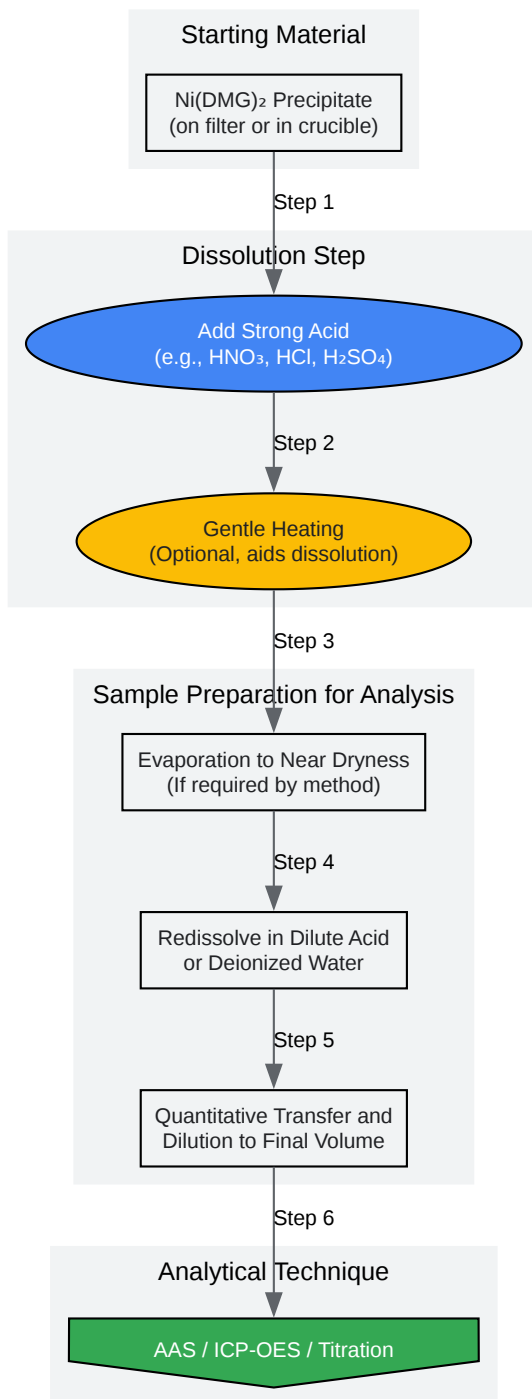 Starting Material
Ni(DMG)₂ Precipitate
(on filter or in crucible)
Step 1
Dissolution Step
Add Strong Acid
(e.g., HNO₃, HCl, H₂SO₄)
Step 2
Gentle Heating
(Optional, aids dissolution)
Step 3
Sample Preparation for Analysis
Evaporation to Near Dryness
(If required by method)
Step 4
Redissolve in Dilute Acid
or Deionized Water
Step 5
Quantitative Transfer and
Dilution to Final Volume
Step 6
Analytical Technique
AAS / ICP-OES / Titration